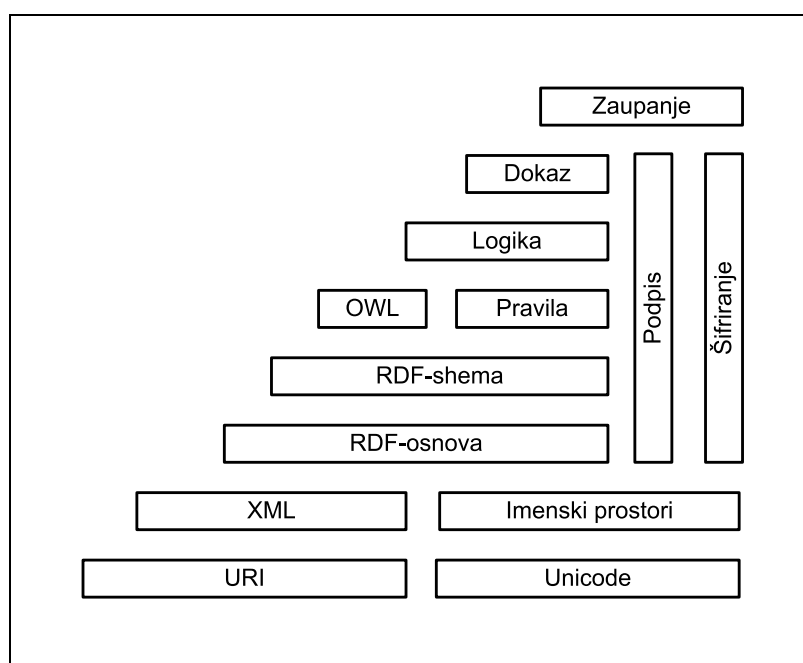 Zaupanje
Dokaz
Logika
OWL
Pravila
RDF-shema
RDF-osnova
Podpis
Šifriranje
XML
Imenski prostori
URI
Unicode